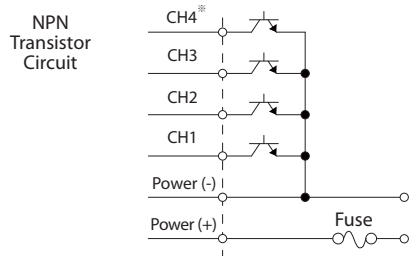 NPN
Transistor
Circuit
CH4※
CH3
CH2
CH1
Power (-)
Power (+)
Fuse